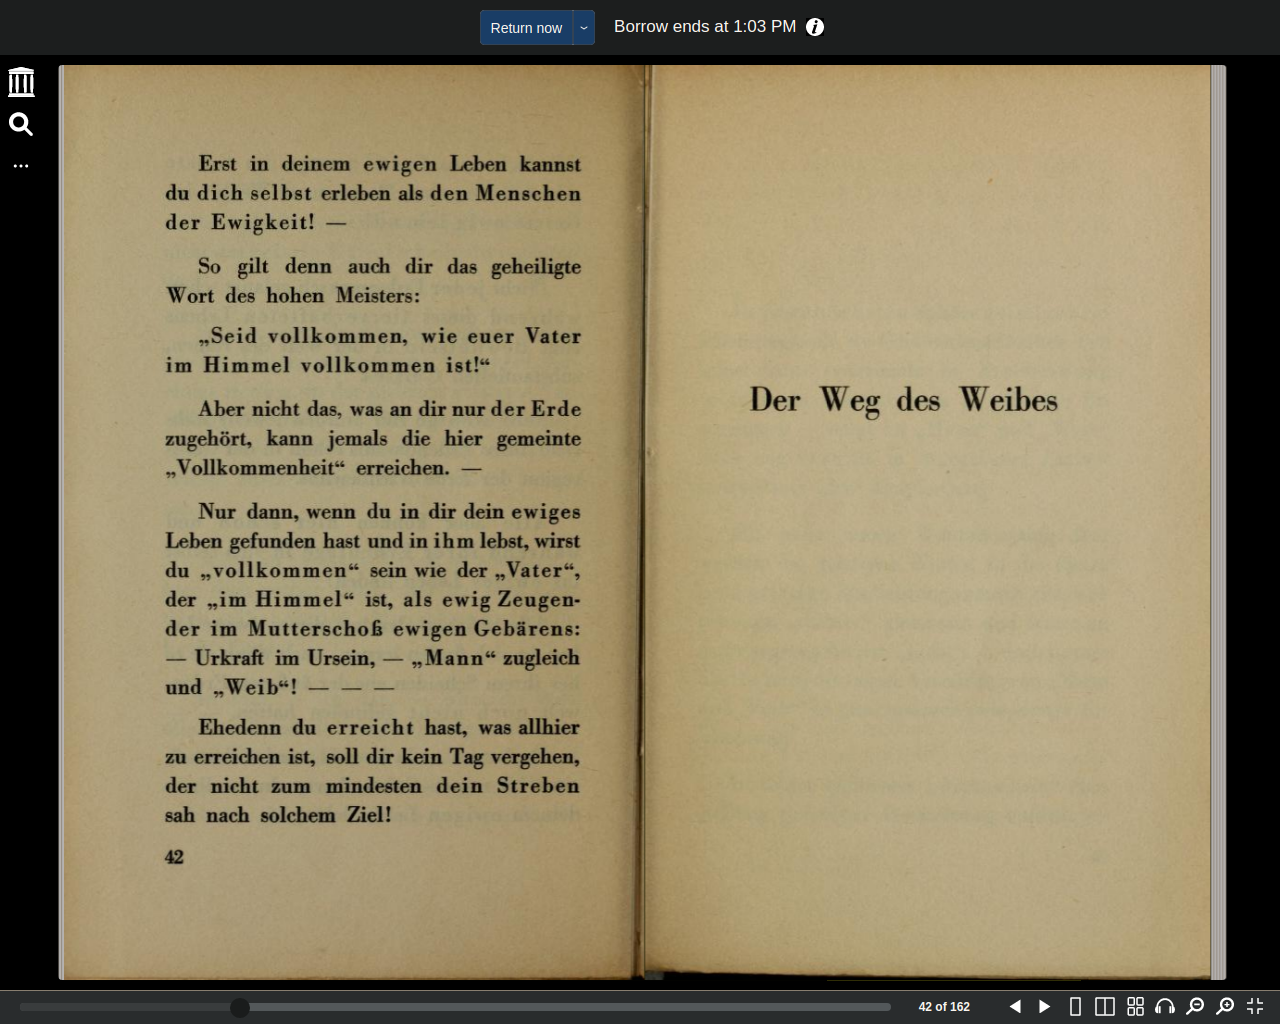 Return now
Borrow ends at 1:03 PM
Erst in deinem ewigen Leben kannst
du dich selbst erleben als den Menschen
der Ewigkeit! —
So gilt denn auch dir das geheiligte
Wort des hohen Meisters:
„Seid vollkommen, wie euer Vater
im Himmel vollkommen ist!“
Aber nicht das, was an dir nur der Erde
zugehört, kann jemals die hier gemeinte
„Vollkommenheit“ erreichen. —
Nur dann, wenn du in dir dein ewiges
Leben gefunden hast und in ihm lebst, wirst
du „vollkommen“ sein wie der „Vater“,
der „im Himmel“ ist, als ewig Zeugen-
der im Mutterschoß ewigen Gebärens:
— Urkraft im Ursein, — „Mann“ zugleich
und „Weib“! — — —
Ehedenn du erreicht hast, was allhier
zu erreichen ist, soll dir kein Tag vergehen,
der nicht zum mindesten dein Streben
sah nach solchem Ziel!
42
Der Weg des Weibes
42 of 162